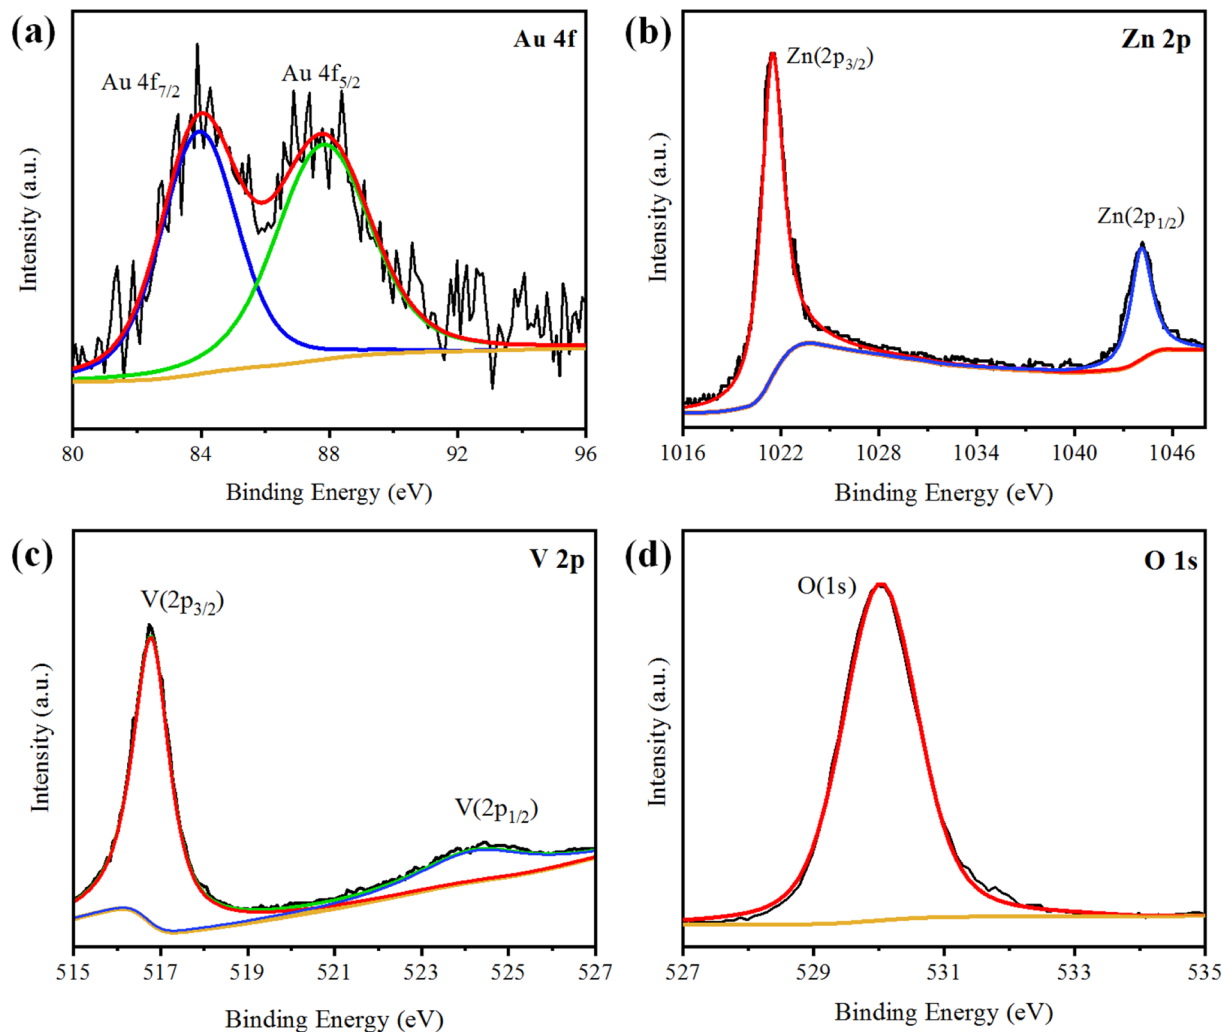 (a)
Au 4f
Au 4f7/2
Au 4f5/2
Intensity (a.u.)
80 84 88 92 96
Binding Energy (eV)
(b)
Zn 2p
Zn(2p3/2)
Zn(2p1/2)
Intensity (a.u.)
1016 1022 1028 1034 1040 1046
Binding Energy (eV)
(c)
V 2p
V(2p3/2)
V(2p1/2)
Intensity (a.u.)
515 517 519 521 523 525 527
Binding Energy (eV)
(d)
O 1s
O(1s)
Intensity (a.u.)
527 529 531 533 535
Binding Energy (eV)